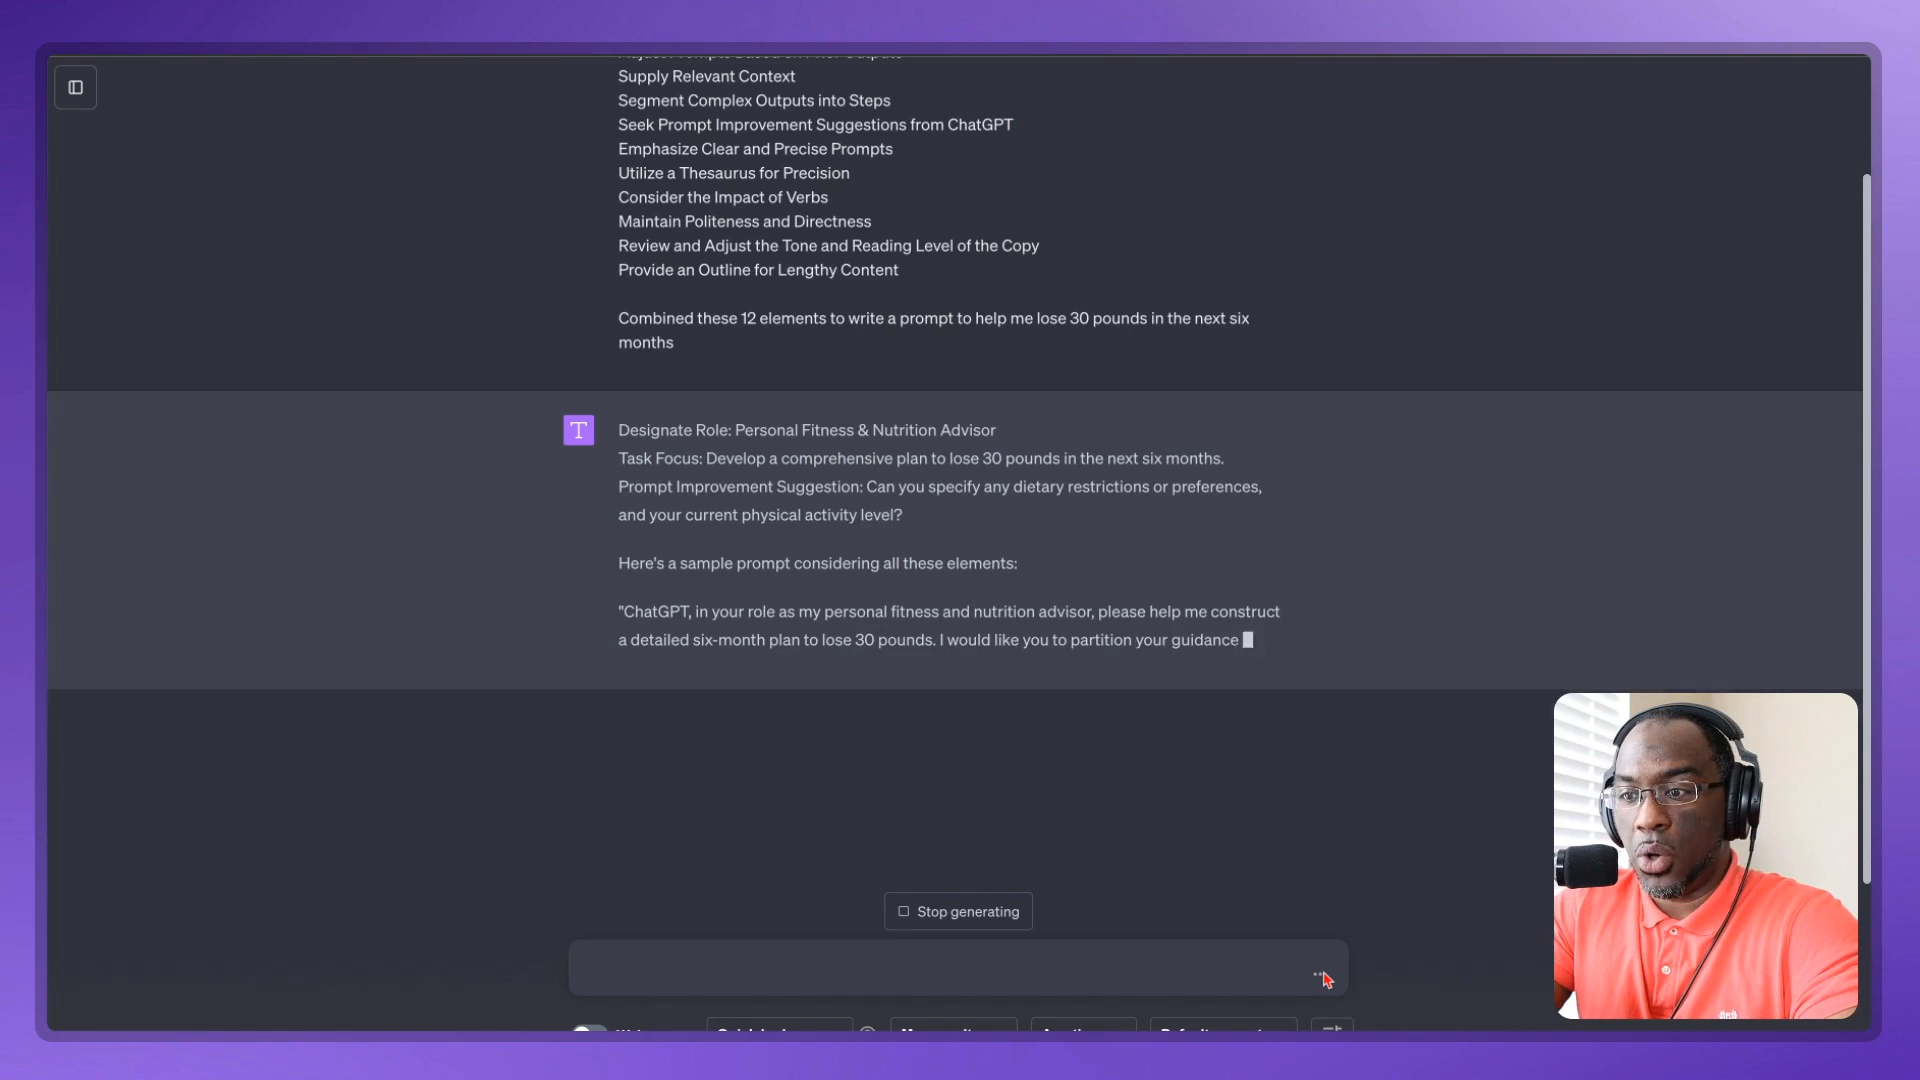 Supply Relevant Context
Segment Complex Outputs into Steps
Seek Prompt Improvement Suggestions from ChatGPT
Emphasize Clear and Precise Prompts
Utilize a Thesaurus for Precision
Consider the Impact of Verbs
Maintain Politeness and Directness
Review and Adjust the Tone and Reading Level of the Copy
Provide an Outline for Lengthy Content
Combined these 12 elements to write a prompt to help me lose 30 pounds in the next six
months
T
Designate Role: Personal Fitness & Nutrition Advisor
Task Focus: Develop a comprehensive plan to lose 30 pounds in the next six months.
Prompt Improvement Suggestion: Can you specify any dietary restrictions or preferences,
and your current physical activity level?
Here's a sample prompt considering all these elements:
"ChatGPT, in your role as my personal fitness and nutrition advisor, please help me construct
a detailed six-month plan to lose 30 pounds. I would like you to partition your guidance
Stop generating